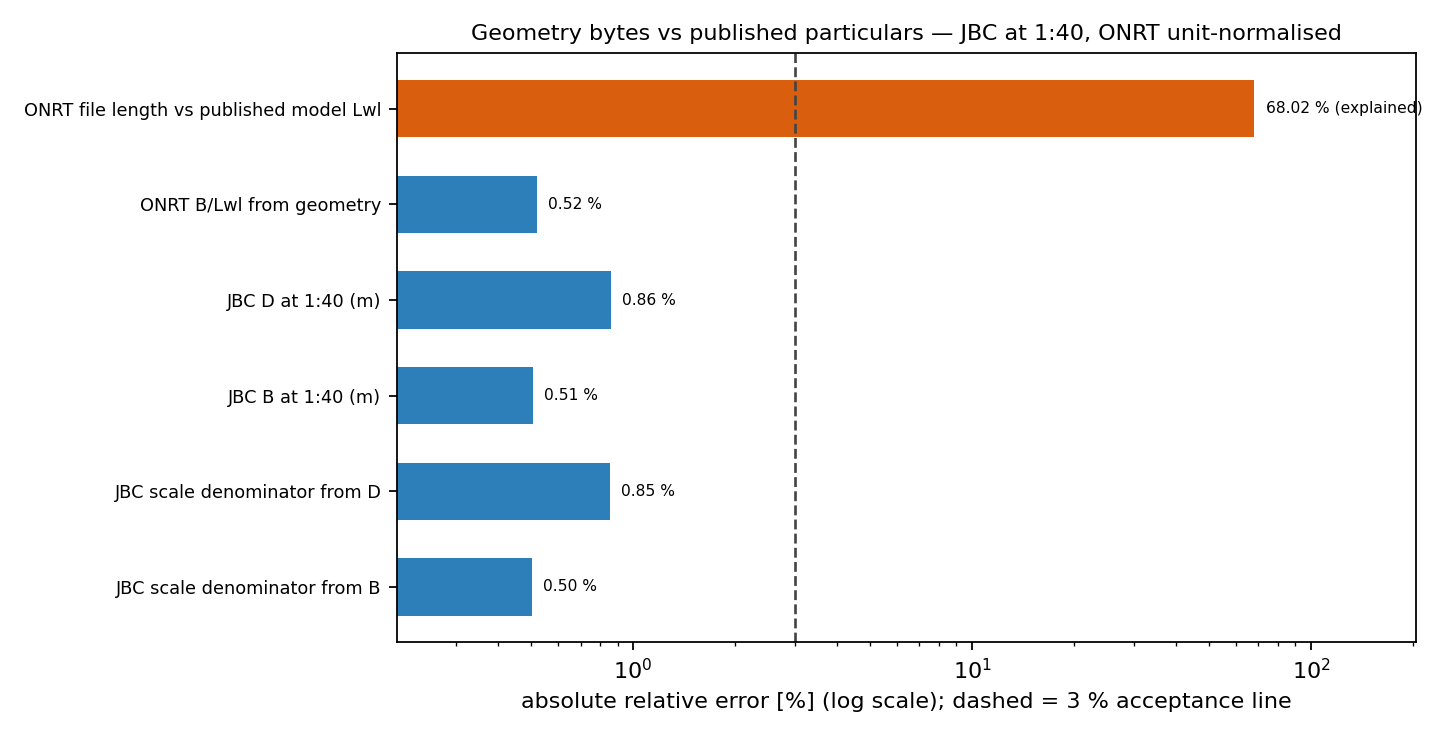 Geometry bytes vs published particulars — JBC at 1:40, ONRT unit-normalised
ONRT file length vs published model Lwl
68.02 % (explained)
ONRT B/Lwl from geometry
0.52 %
JBC D at 1:40 (m)
0.86 %
JBC B at 1:40 (m)
0.51 %
JBC scale denominator from D
0.85 %
JBC scale denominator from B
0.50 %
10⁰ 10¹ 10²
absolute relative error [%] (log scale); dashed = 3 % acceptance line